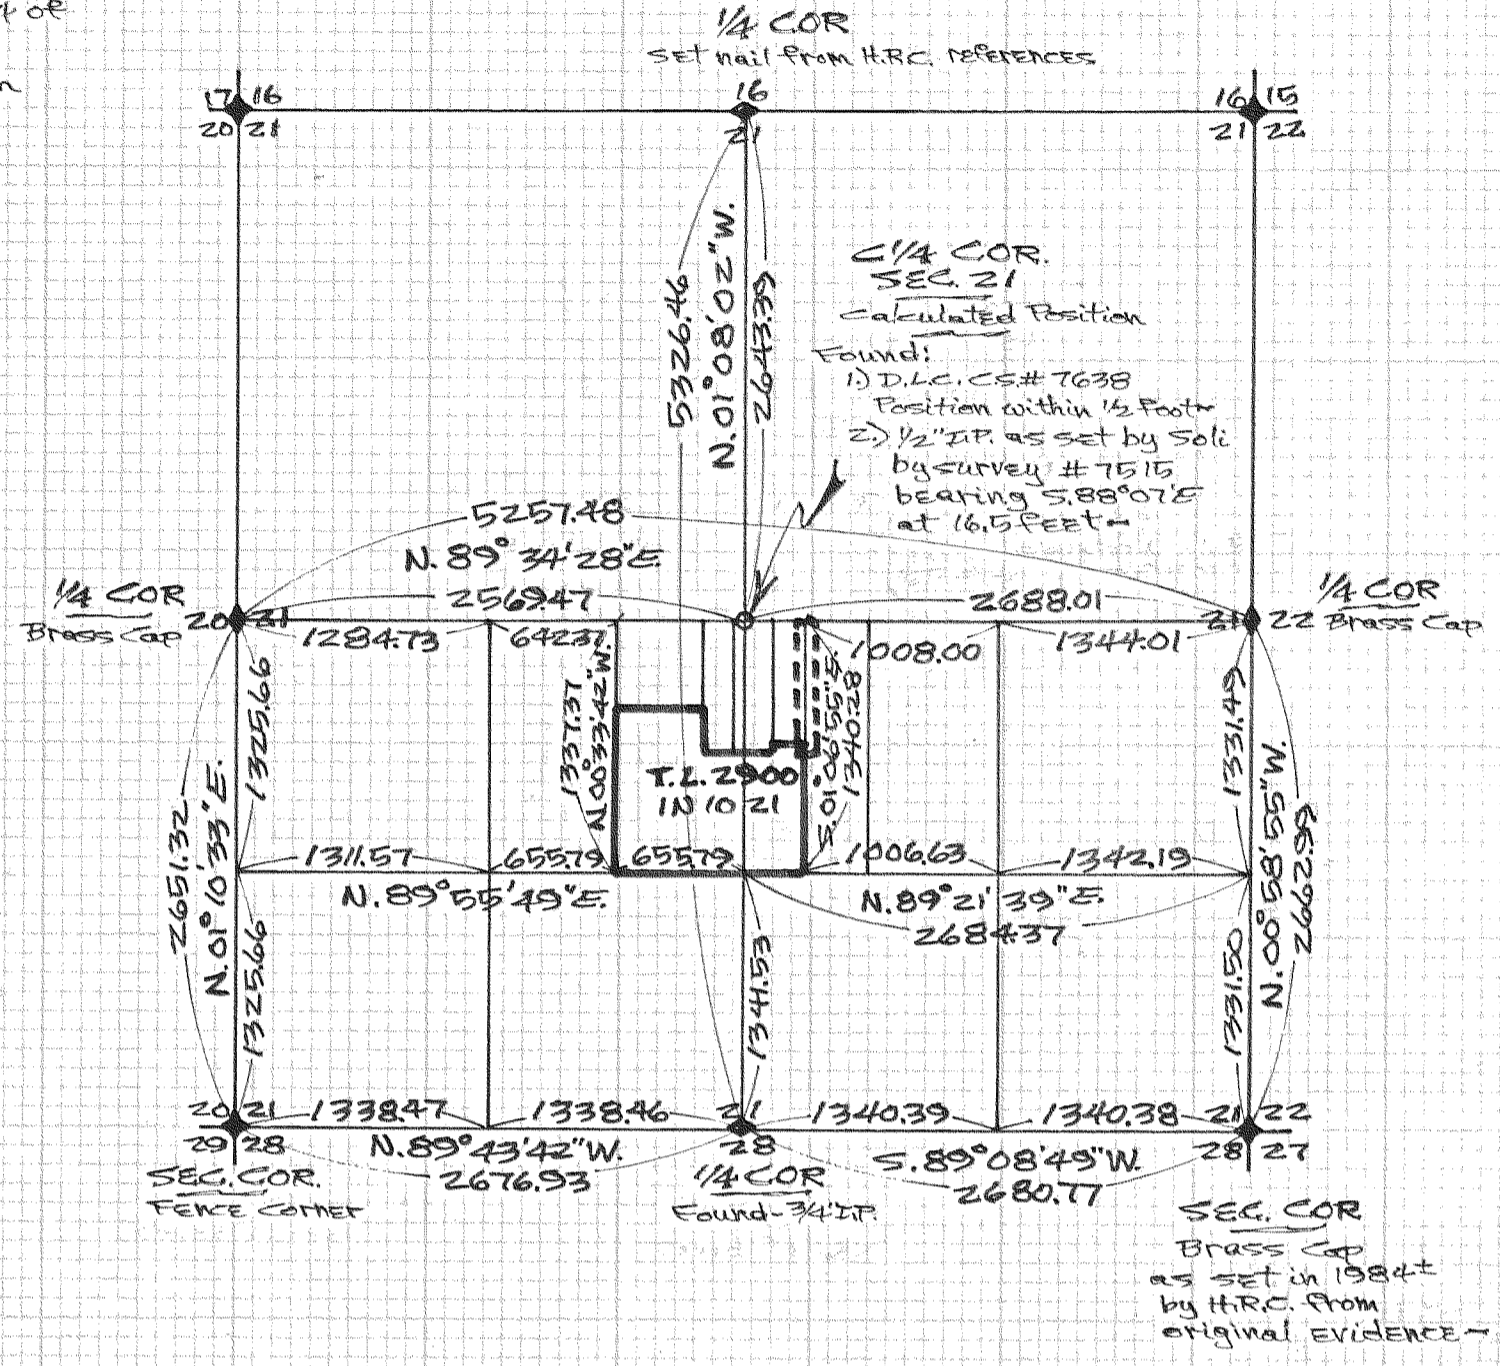 of
n
1/4 COR
Set nail from H.R.C. references
17 16
20 21
16
21
16 15
21 22
5326.46
N. 01° 08' 02" W.
2643.39
C 1/4 COR.
SEC. 21
Calculated Position
Found:
1.) D.L.C. C.S.# 7638
Position within 1/2 foot~
2.) 1/2" I.P. as set by Soli
by survey # 7515
bearing S.88°07'E
at 16.5 feet~
5257.48
N. 89° 34' 28" E.
1/4 COR
Brass Cap
20 21
2569.47
2688.01
21 22
1/4 COR
Brass Cap
1284.73
642.37
1008.00
1344.01
1325.66
1337.37
N. 00° 33' 42" W.
S. 01° 06' 55" E.
1340.28
1331.49
T.L. 2900
1N 10 21
2651.32
N. 01° 10' 33" E.
N. 00° 58' 55" W.
2662.99
1311.57
655.79
655.79
1006.63
1342.19
N. 89° 55' 49" E.
N. 89° 21' 39" E.
2684.37
1325.66
1341.53
1331.50
20 21
29 28
1338.47
1338.46
21
28
1340.39
1340.38
21 22
28 27
N. 89° 43' 42" W.
S. 89° 08' 49" W.
2676.93
2680.77
SEC. COR.
Fence Corner
1/4 COR
Found - 3/4" I.P.
SEC. COR
Brass Cap
as set in 1984±
by H.R.C. from
original evidence~